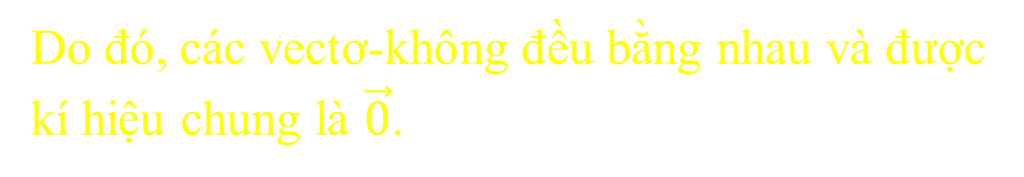 Do đó, các vectơ-không đều bằng nhau và được
kí hiệu chung là $\vec{0}$.